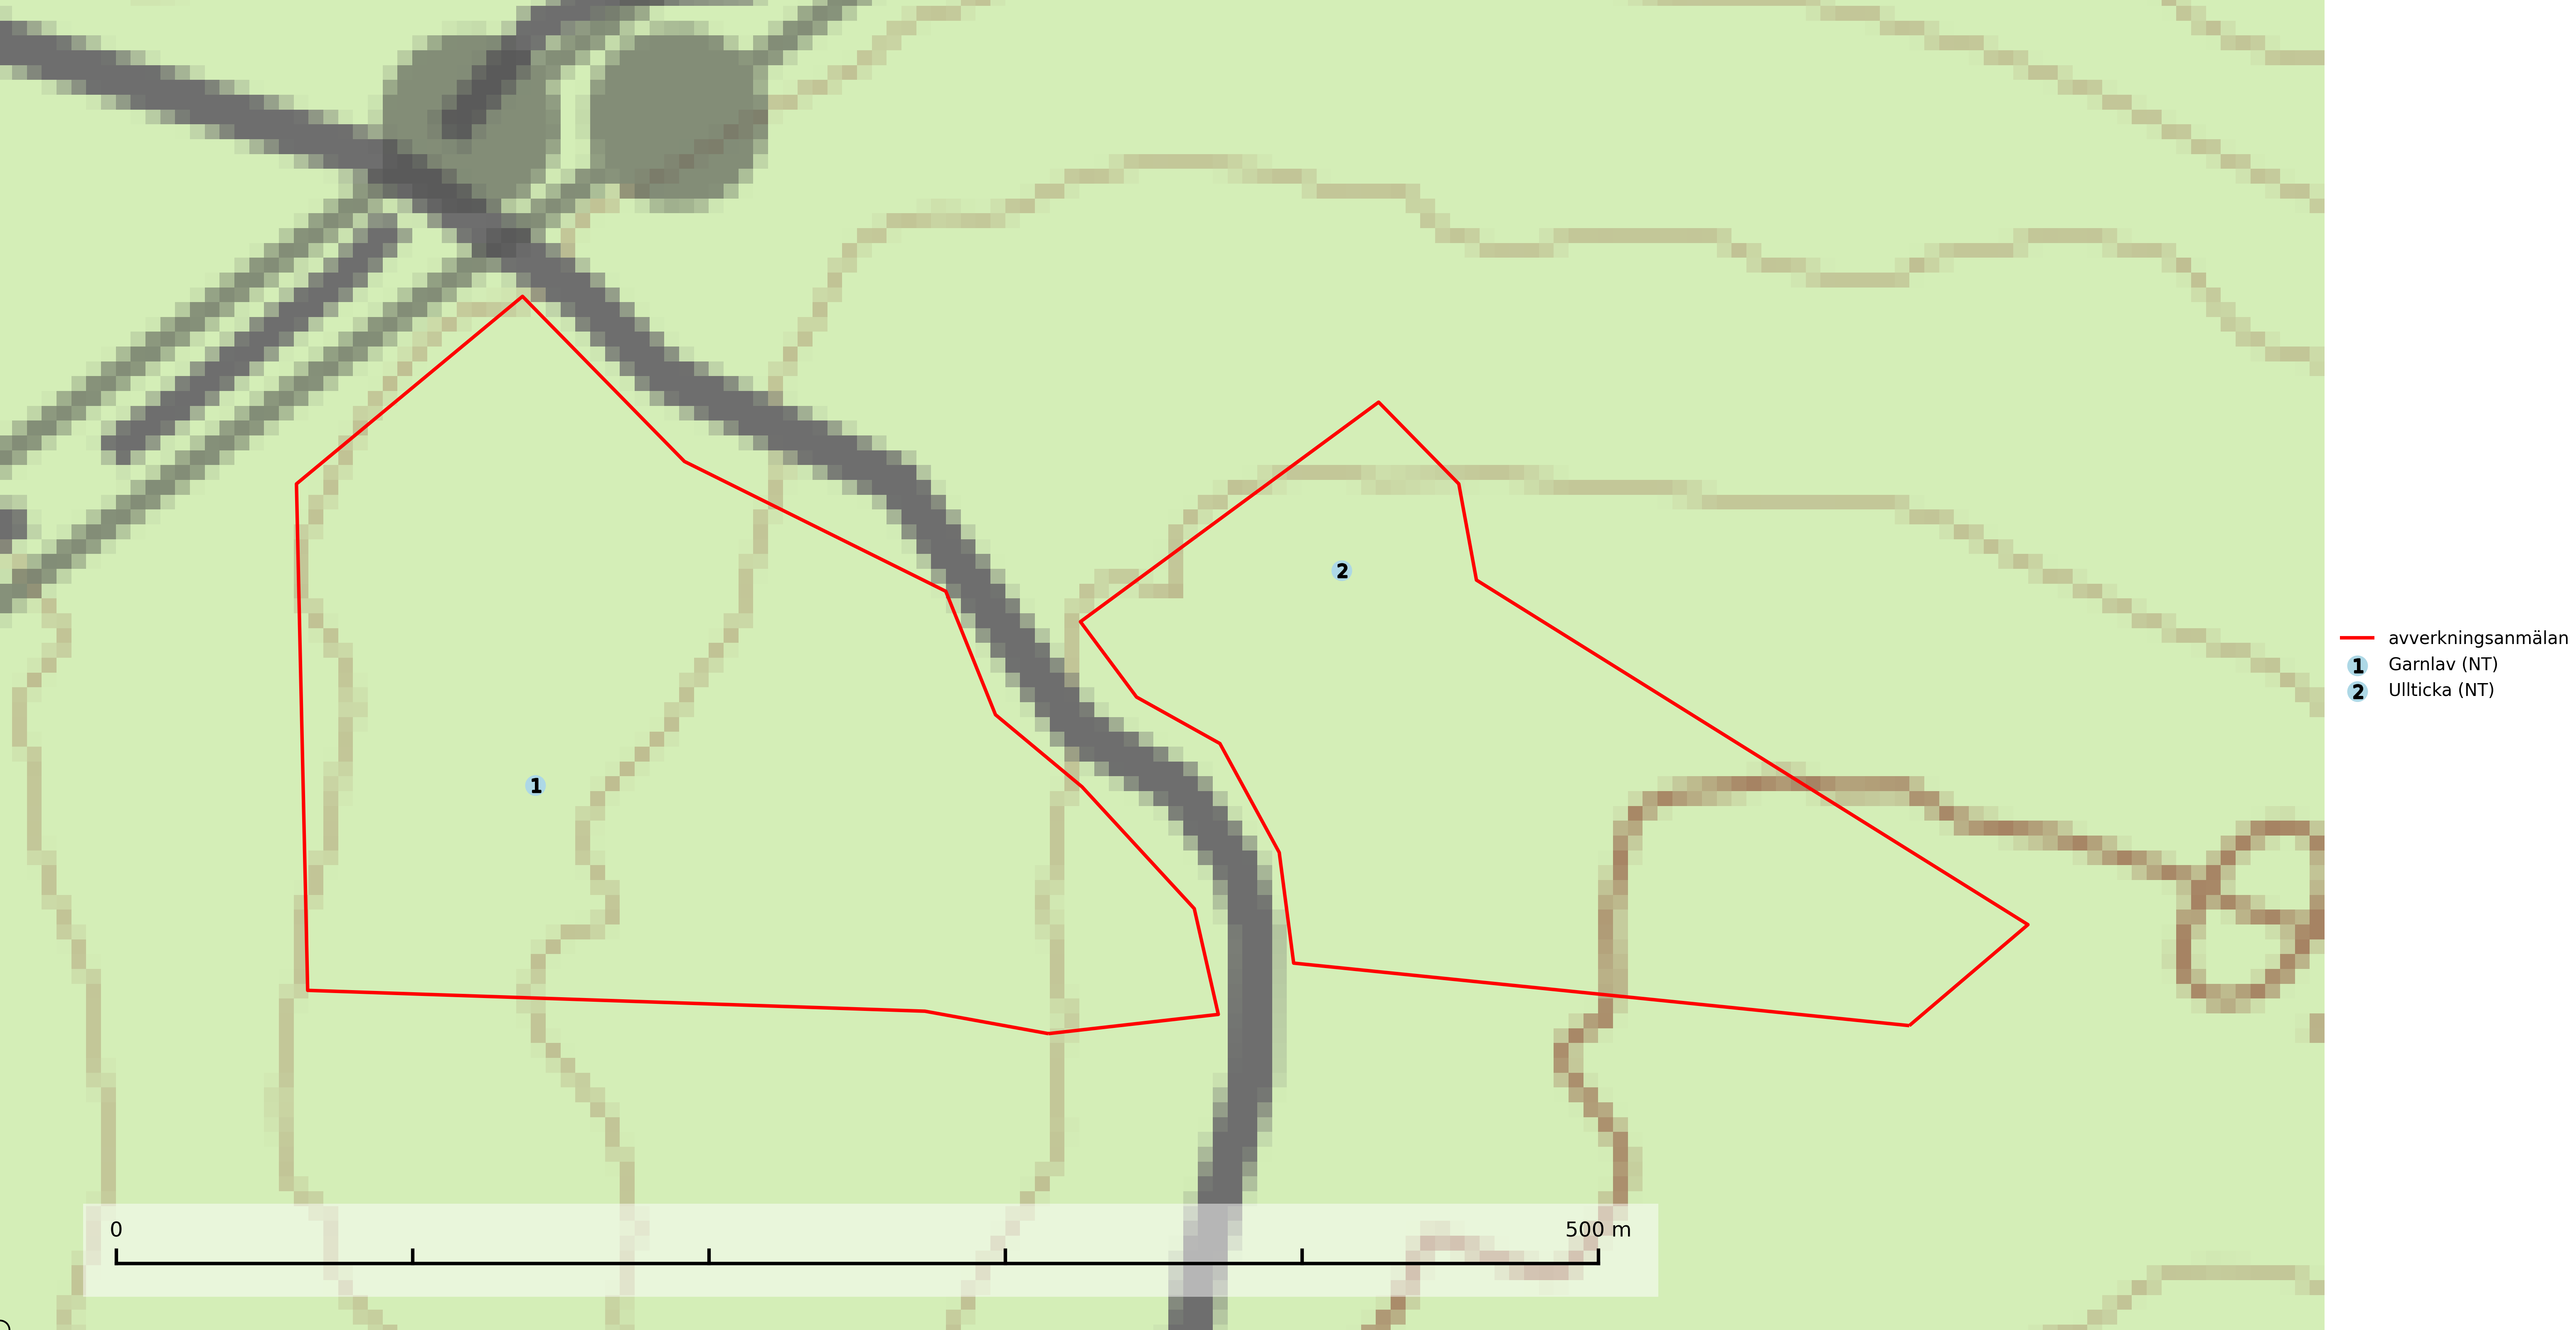 2
1
avverkningsanmälan
1 Garnlav (NT)
2 Ullticka (NT)
0 500 m